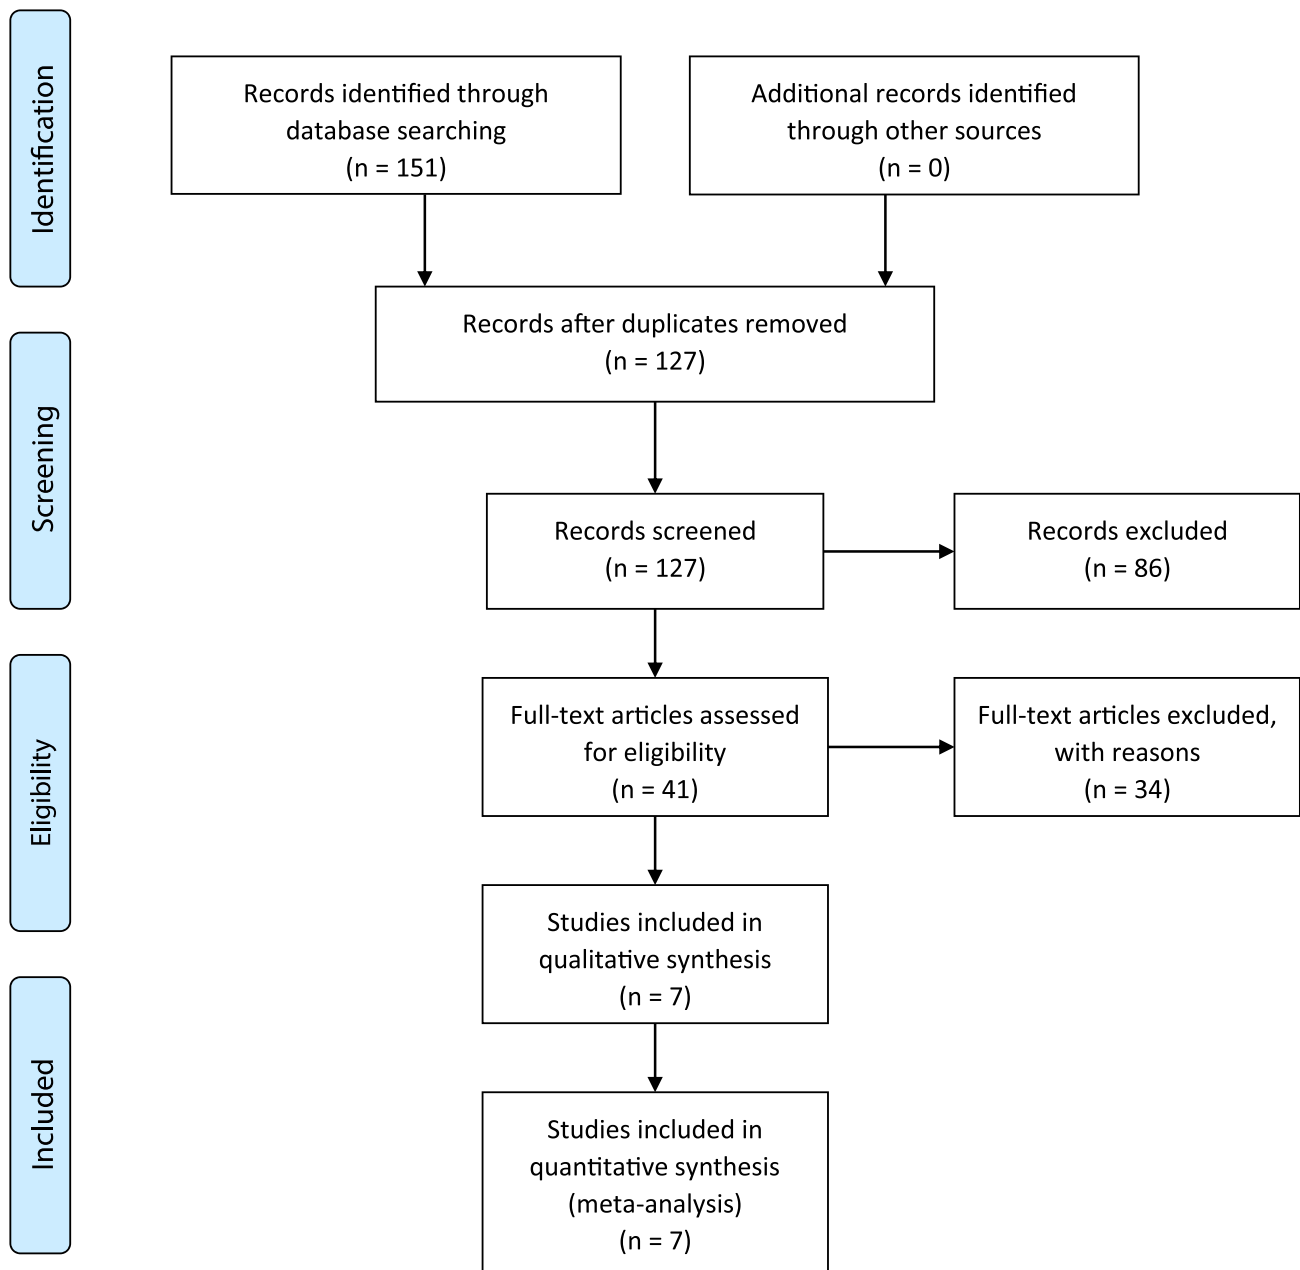 Identification
Records identified through
database searching
(n = 151)
Additional records identified
through other sources
(n = 0)
Records after duplicates removed
(n = 127)
Screening
Records screened
(n = 127)
Records excluded
(n = 86)
Eligibility
Full-text articles assessed
for eligibility
(n = 41)
Full-text articles excluded,
with reasons
(n = 34)
Studies included in
qualitative synthesis
(n = 7)
Included
Studies included in
quantitative synthesis
(meta-analysis)
(n = 7)